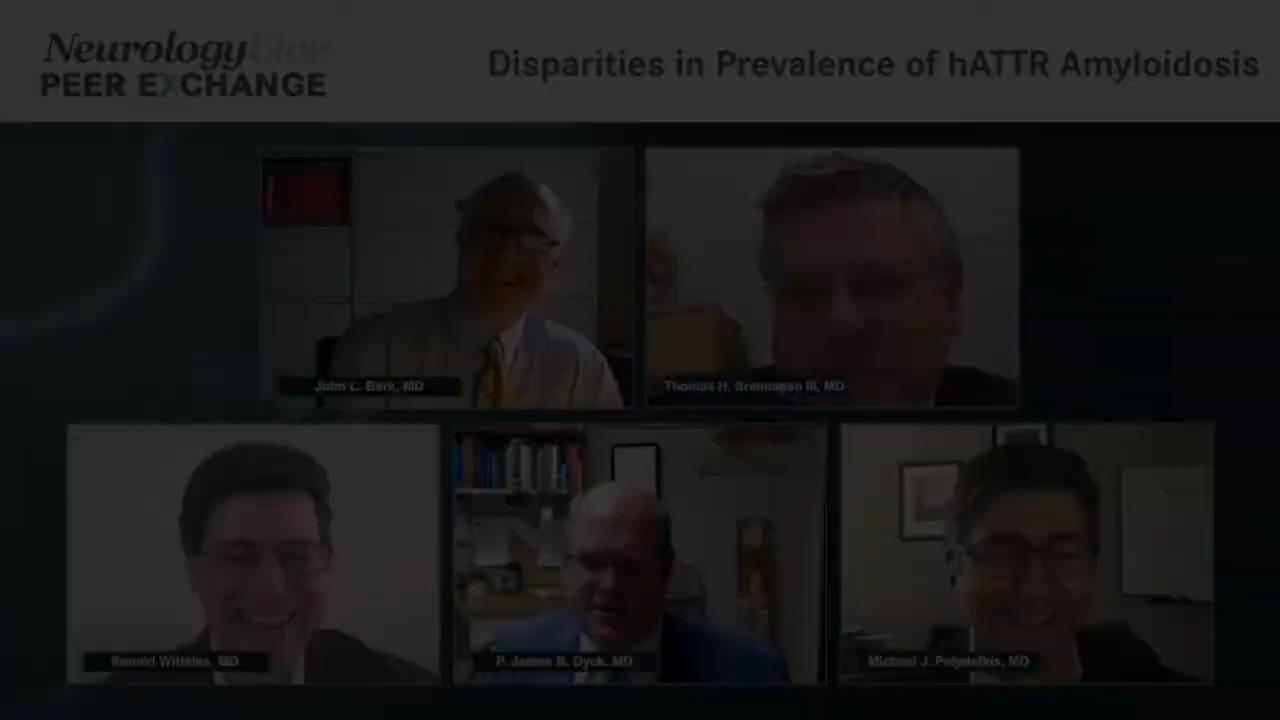 NeurologyLive
PEER EXCHANGE
Disparities in Prevalence of hATTR Amyloidosis
John L. Berk, MD
Thomas H. Brannagan III, MD
Ronald Witteles, MD
P. James B. Dyck, MD
Michael J. Polydefkis, MD